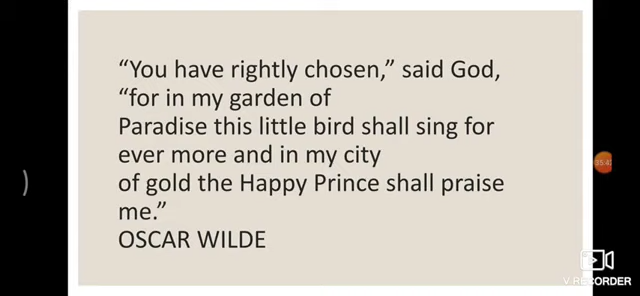 “You have rightly chosen,” said God,
“for in my garden of
Paradise this little bird shall sing for
ever more and in my city
of gold the Happy Prince shall praise
me.”
OSCAR WILDE
V RECORDER